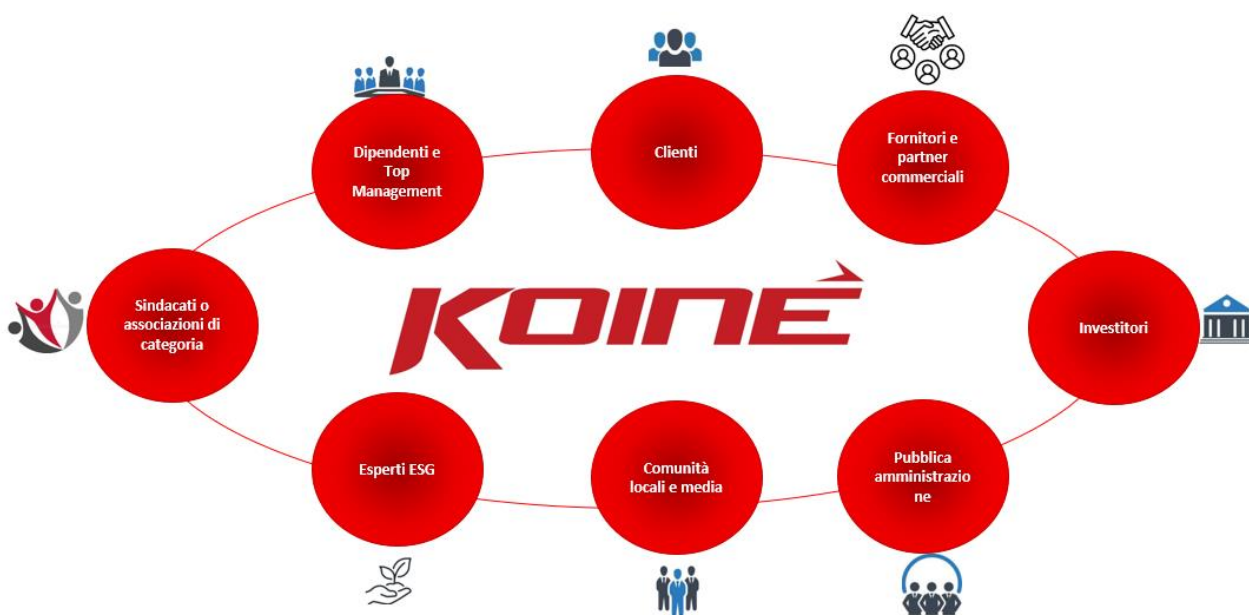 Dipendenti e
Top
Management
Clienti
Fornitori e
partner
commerciali
Sindacati o
associazioni di
categoria
KOINÈ
Investitori
Esperti ESG
Comunità
locali e media
Pubblica
amministrazio
ne